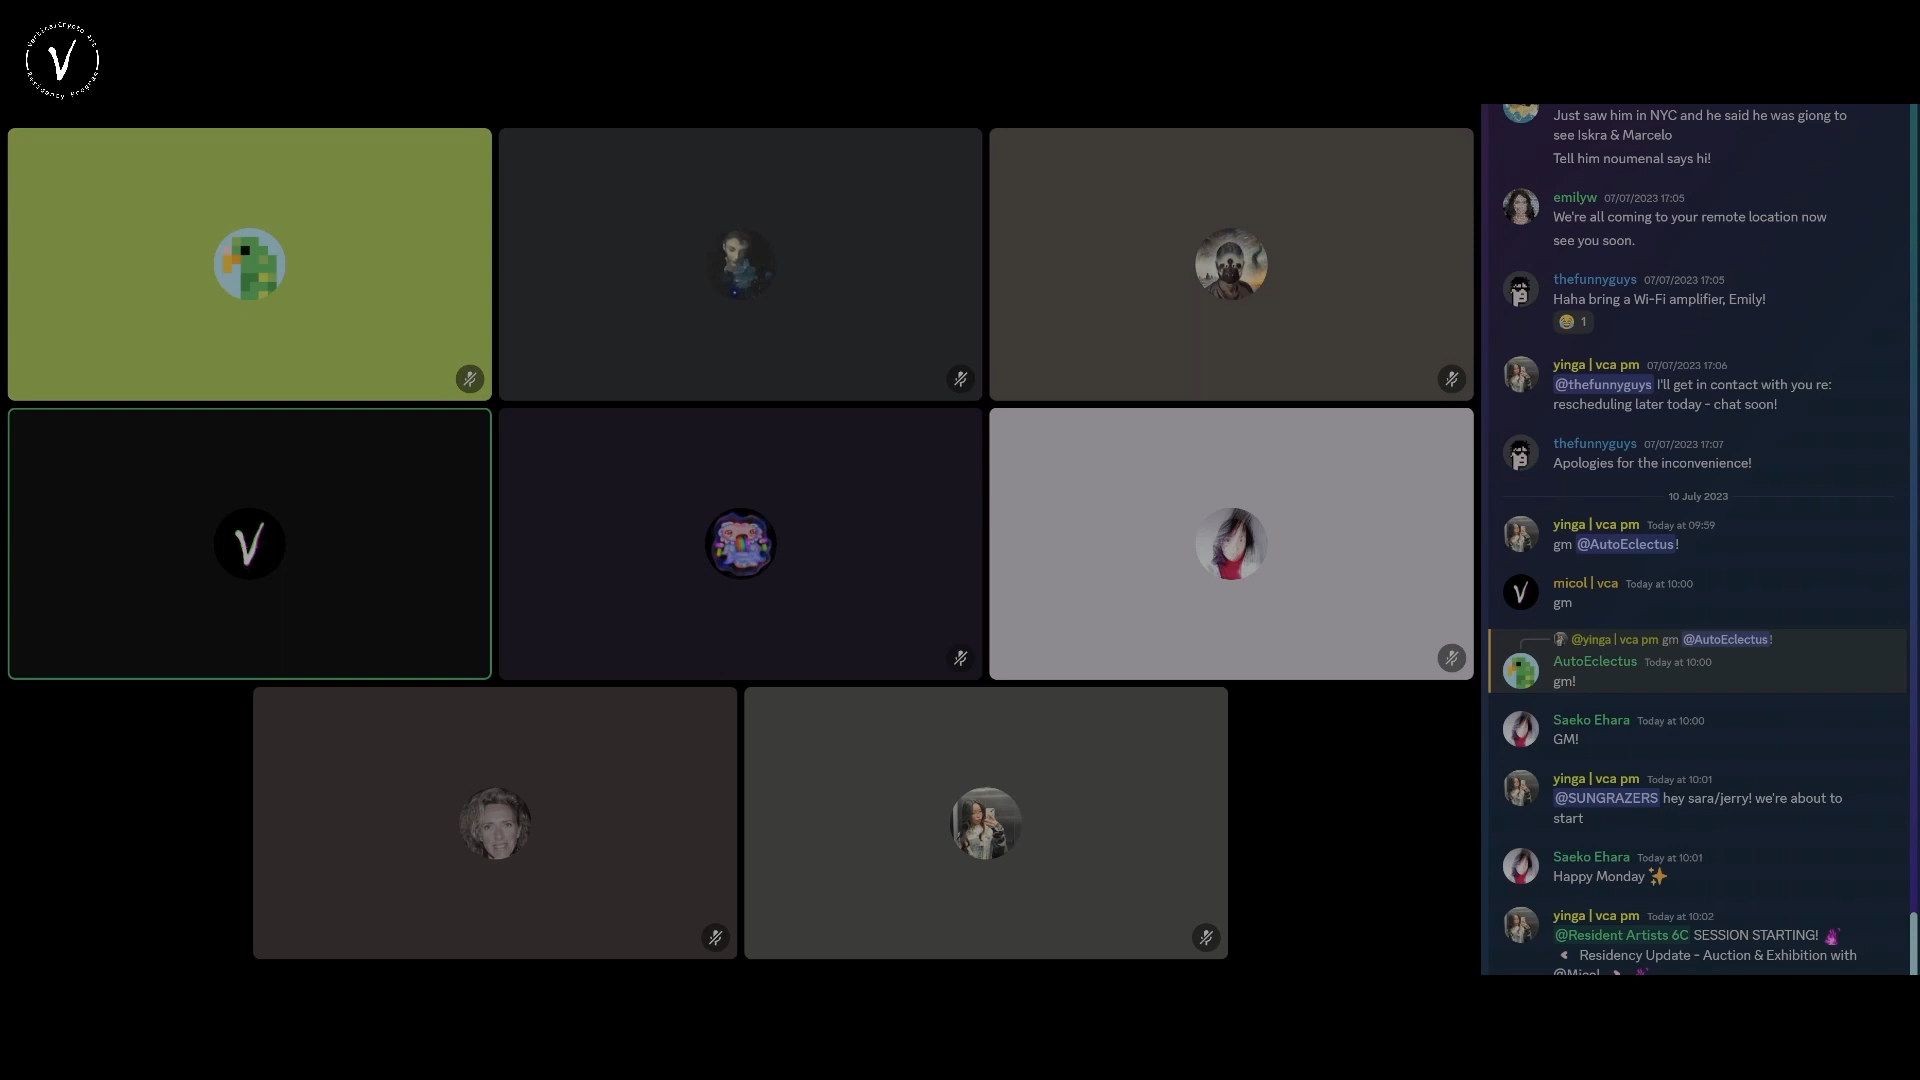 Vertical Crypto Art
Residency Program
V
Just saw him in NYC and he said he was giong to
see Iskra & Marcelo
Tell him noumenal says hi!
emilyw 07/07/2023 17:05
We're all coming to your remote location now
see you soon.
thefunnyguys 07/07/2023 17:05
Haha bring a Wi-Fi amplifier, Emily!
😂 1
yinga | vca pm 07/07/2023 17:06
@thefunnyguys I'll get in contact with you re:
rescheduling later today - chat soon!
thefunnyguys 07/07/2023 17:07
Apologies for the inconvenience!
10 July 2023
yinga | vca pm Today at 09:59
gm @AutoEclectus!
micol | vca Today at 10:00
gm
@yinga | vca pm gm @AutoEclectus!
AutoEclectus Today at 10:00
gm!
Saeko Ehara Today at 10:00
GM!
yinga | vca pm Today at 10:01
@SUNGRAZERS hey sara/jerry! we're about to
start
Saeko Ehara Today at 10:01
Happy Monday ✨
yinga | vca pm Today at 10:02
@Resident Artists 6C SESSION STARTING!
Residency Update - Auction & Exhibition with
@Micol